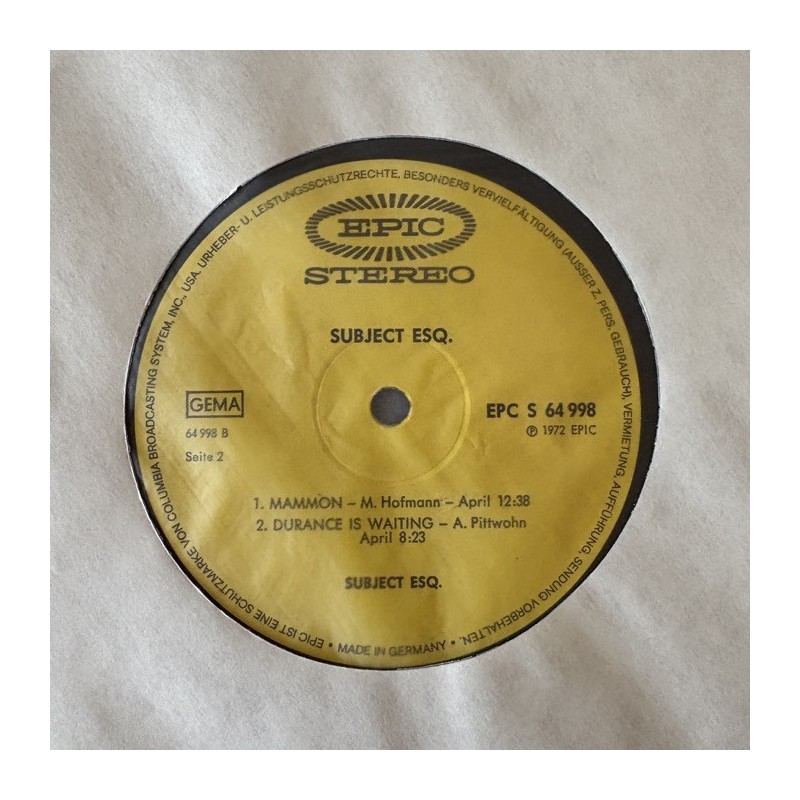 EPIC
STEREO
SUBJECT ESQ.
GEMA
EPC S 64 998
64 998 B
℗ 1972 EPIC
Seite 2
1. MAMMON – M. Hofmann – April 12:38
2. DURANCE IS WAITING – A. Pittwohn
April 8:23
SUBJECT ESQ.
• EPIC IST EINE SCHUTZMARKE VON COLUMBIA BROADCASTING SYSTEM, INC., USA. URHEBER- U. LEISTUNGSSCHUTZRECHTE, BESONDERS VERVIELFÄLTIGUNG (AUSSER Z. PERS. GEBRAUCH), VERMIETUNG, AUFFÜHRUNG, SENDUNG VORBEHALTEN.
• MADE IN GERMANY •